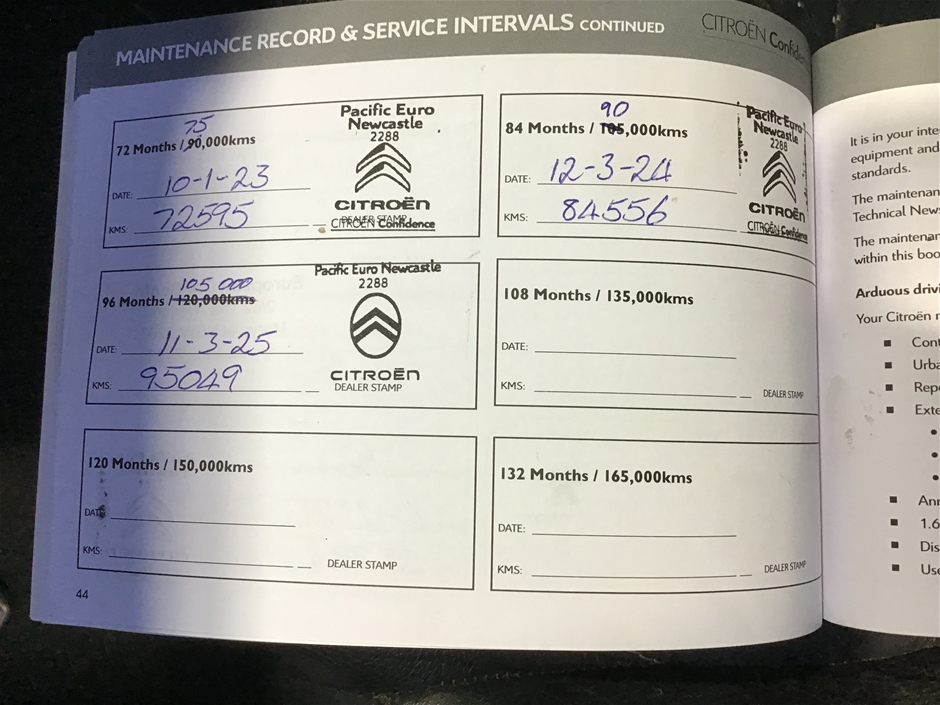 MAINTENANCE RECORD & SERVICE INTERVALS CONTINUED
CITROËN
75
72 Months / 90,000kms
DATE: 10-1-23
KMS: 72595
Pacific Euro
Newcastle
2288
CITROËN
DEALER STAMP
CITROËN Confidence
90
84 Months / 105,000kms
DATE: 12-3-24
KMS: 84556
Pacific Euro
Newcastle
2288
CITROËN
CITROËN Confidence
105 000
96 Months / 120,000kms
DATE: 11-3-25
KMS: 95049
Pacific Euro Newcastle
2288
CITROËN
DEALER STAMP
108 Months / 135,000kms
DATE:
KMS:
DEALER STAMP
120 Months / 150,000kms
DATE:
KMS:
DEALER STAMP
132 Months / 165,000kms
DATE:
KMS:
DEALER STAMP
44
It is in your inte
equipment and
standards.
The maintenan
Technical News
The maintenan
within this boo
Arduous drivi
Your Citroën
■ Cont
■ Urba
■ Repe
■ Exte
•
•
•
■ Ann
■ 1.6
■ Dis
■ Use